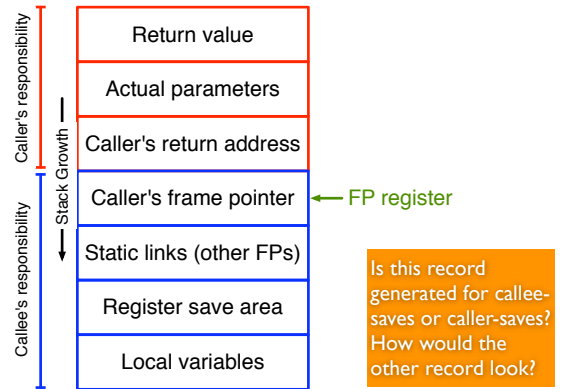 Caller's responsibility
Callee's responsibility
Stack Growth
Return value
Actual parameters
Caller's return address
Caller's frame pointer
FP register
Static links (other FPs)
Register save area
Local variables
Is this record
generated for callee-
saves or caller-saves?
How would the
other record look?